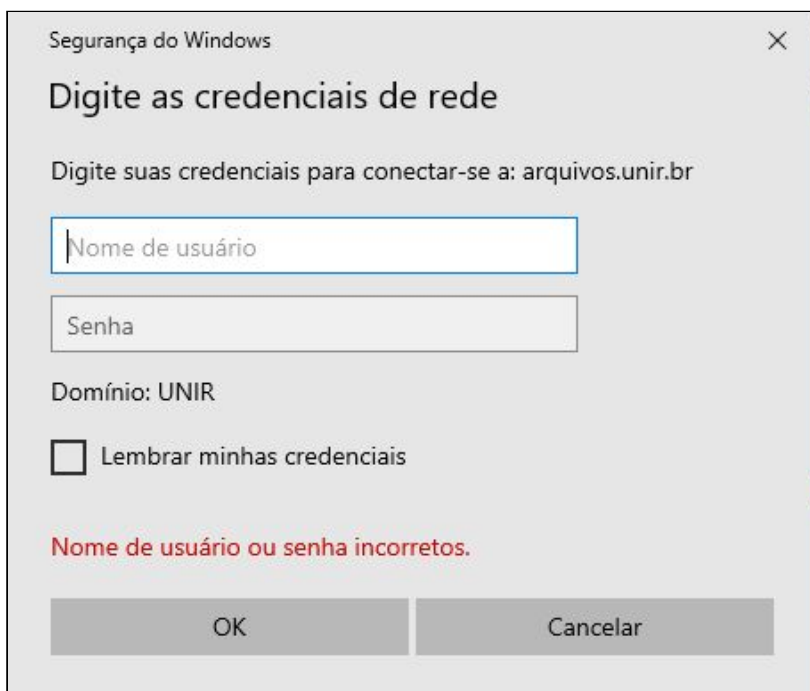 Segurança do Windows
Digite as credenciais de rede
Digite suas credenciais para conectar-se a: arquivos.unir.br
Nome de usuário
Senha
Domínio: UNIR
Lembrar minhas credenciais
Nome de usuário ou senha incorretos.
OK
Cancelar